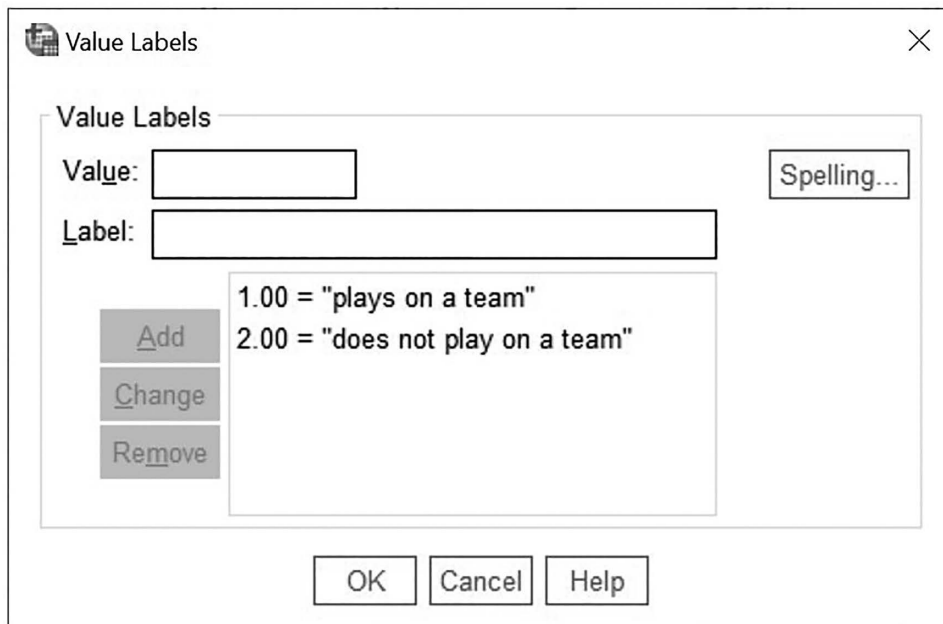 Value Labels
Value Labels
Value:
Spelling...
Label:
1.00 = "plays on a team"
2.00 = "does not play on a team"
Add
Change
Remove
OK Cancel Help